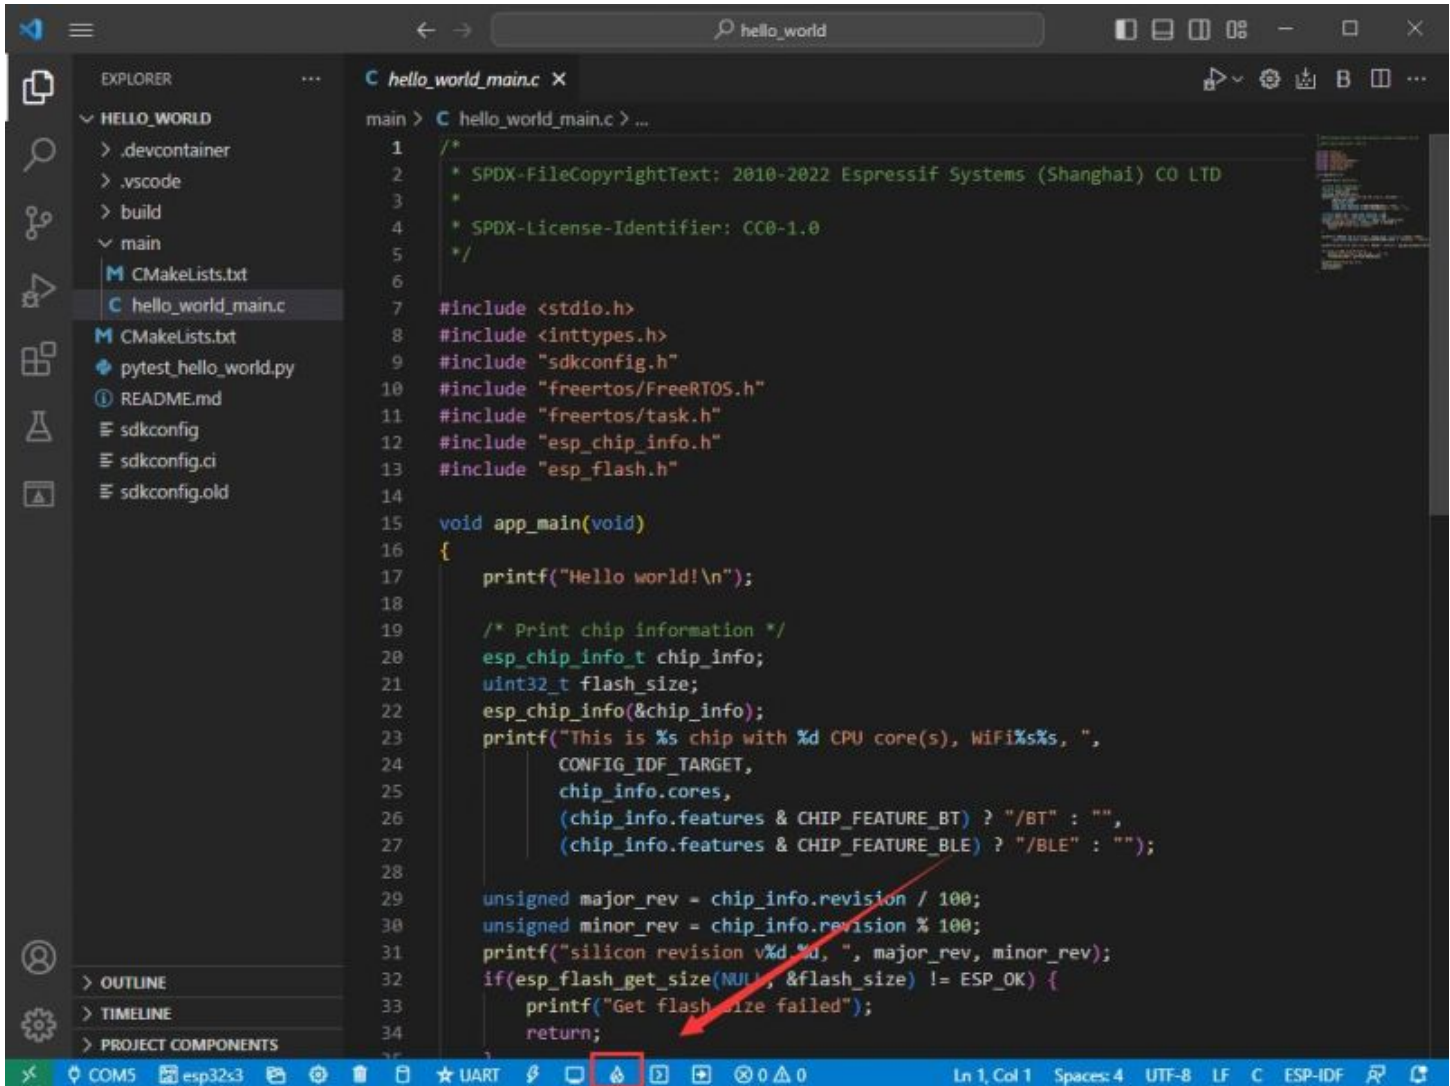 hello_world
EXPLORER ...
HELLO_WORLD
.devcontainer
.vscode
build
main
CMakeLists.txt
hello_world_main.c
CMakeLists.txt
pytest_hello_world.py
README.md
sdkconfig
sdkconfig.ci
sdkconfig.old
OUTLINE
TIMELINE
PROJECT COMPONENTS
C hello_world_main.c
main > C hello_world_main.c > ...
1 /*
2 * SPDX-FileCopyrightText: 2010-2022 Espressif Systems (Shanghai) CO LTD
3 *
4 * SPDX-License-Identifier: CC0-1.0
5 */
6
7 #include <stdio.h>
8 #include <inttypes.h>
9 #include "sdkconfig.h"
10 #include "freertos/FreeRTOS.h"
11 #include "freertos/task.h"
12 #include "esp_chip_info.h"
13 #include "esp_flash.h"
14
15 void app_main(void)
16 {
17 printf("Hello world!\n");
18
19 /* Print chip information */
20 esp_chip_info_t chip_info;
21 uint32_t flash_size;
22 esp_chip_info(&chip_info);
23 printf("This is %s chip with %d CPU core(s), WiFi%s%s, ",
24 CONFIG_IDF_TARGET,
25 chip_info.cores,
26 (chip_info.features & CHIP_FEATURE_BT) ? "/BT" : "",
27 (chip_info.features & CHIP_FEATURE_BLE) ? "/BLE" : "");
28
29 unsigned major_rev = chip_info.revision / 100;
30 unsigned minor_rev = chip_info.revision % 100;
31 printf("silicon revision v%d.%d, ", major_rev, minor_rev);
32 if(esp_flash_get_size(NULL, &flash_size) != ESP_OK) {
33 printf("Get flash size failed");
34 return;
COM5 esp32s3 UART 0 0 Ln 1, Col 1 Spaces: 4 UTF-8 LF C ESP-IDF